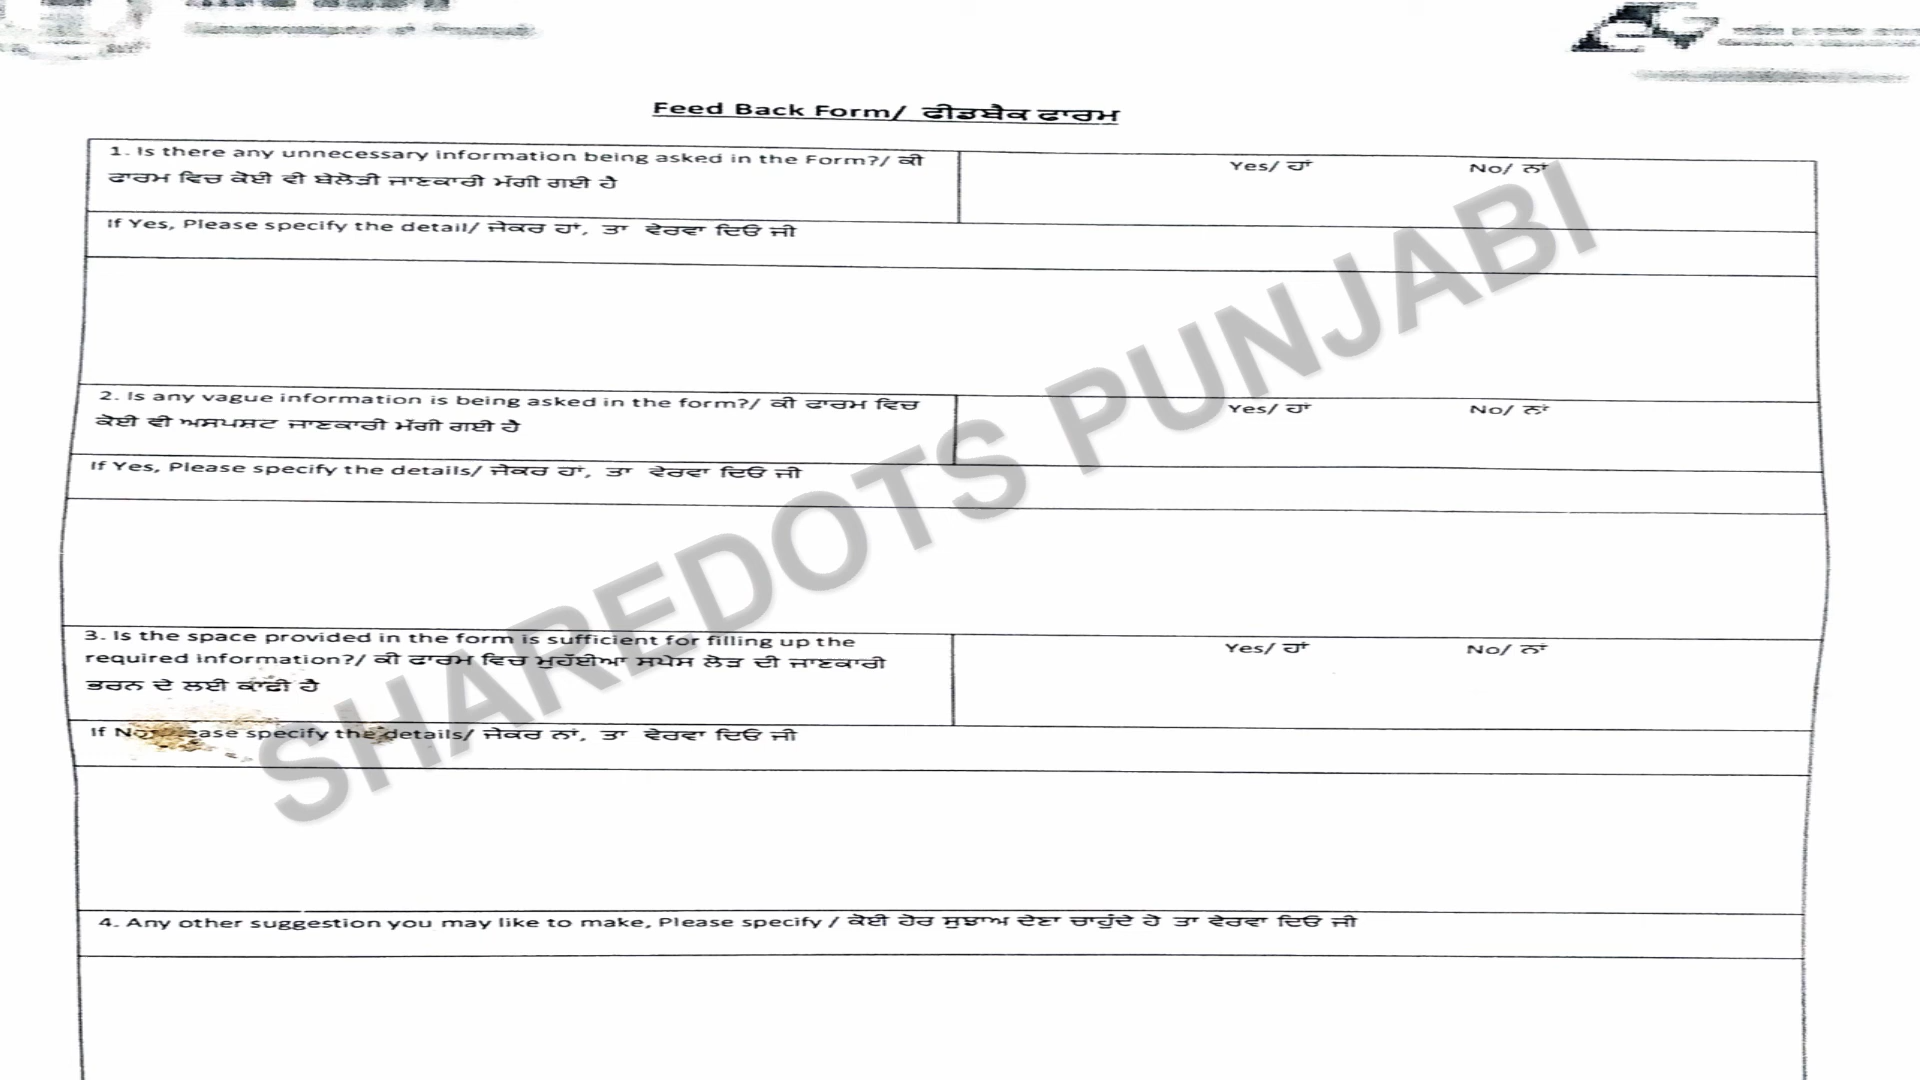 Feed Back Form/ ਫੀਡਬੈਕ ਫਾਰਮ
1. Is there any unnecessary information being asked in the Form?/ ਕੀ
ਫਾਰਮ ਵਿਚ ਕੋਈ ਵੀ ਬੇਲੋੜੀ ਜਾਣਕਾਰੀ ਮੰਗੀ ਗਈ ਹੈ
Yes/ ਹਾਂ No/ ਨਾਂ
If Yes, Please specify the detail/ ਜੇਕਰ ਹਾਂ, ਤਾ ਵੇਰਵਾ ਦਿਓ ਜੀ
2. Is any vague information is being asked in the form?/ ਕੀ ਫਾਰਮ ਵਿਚ
ਕੋਈ ਵੀ ਅਸਪਸ਼ਟ ਜਾਣਕਾਰੀ ਮੰਗੀ ਗਈ ਹੈ
Yes/ ਹਾਂ No/ ਨਾਂ
If Yes, Please specify the details/ ਜੇਕਰ ਹਾਂ, ਤਾ ਵੇਰਵਾ ਦਿਓ ਜੀ
3. Is the space provided in the form is sufficient for filling up the
required information?/ ਕੀ ਫਾਰਮ ਵਿਚ ਮੁਹੱਈਆ ਸਪੇਸ ਲੋੜ ਦੀ ਜਾਣਕਾਰੀ
ਭਰਨ ਦੇ ਲਈ ਕਾਫੀ ਹੈ
Yes/ ਹਾਂ No/ ਨਾਂ
If specify the details/ ਜੇਕਰ ਨਾਂ, ਤਾ ਵੇਰਵਾ ਦਿਓ ਜੀ
4. Any other suggestion you may like to make, Please specify / ਕੋਈ ਹੋਰ ਸੁਝਾਅ ਦੇਣਾ ਚਾਹੁੰਦੇ ਹੋ ਤਾ ਵੇਰਵਾ ਦਿਓ ਜੀ
SHAREDOTS PUNJABI